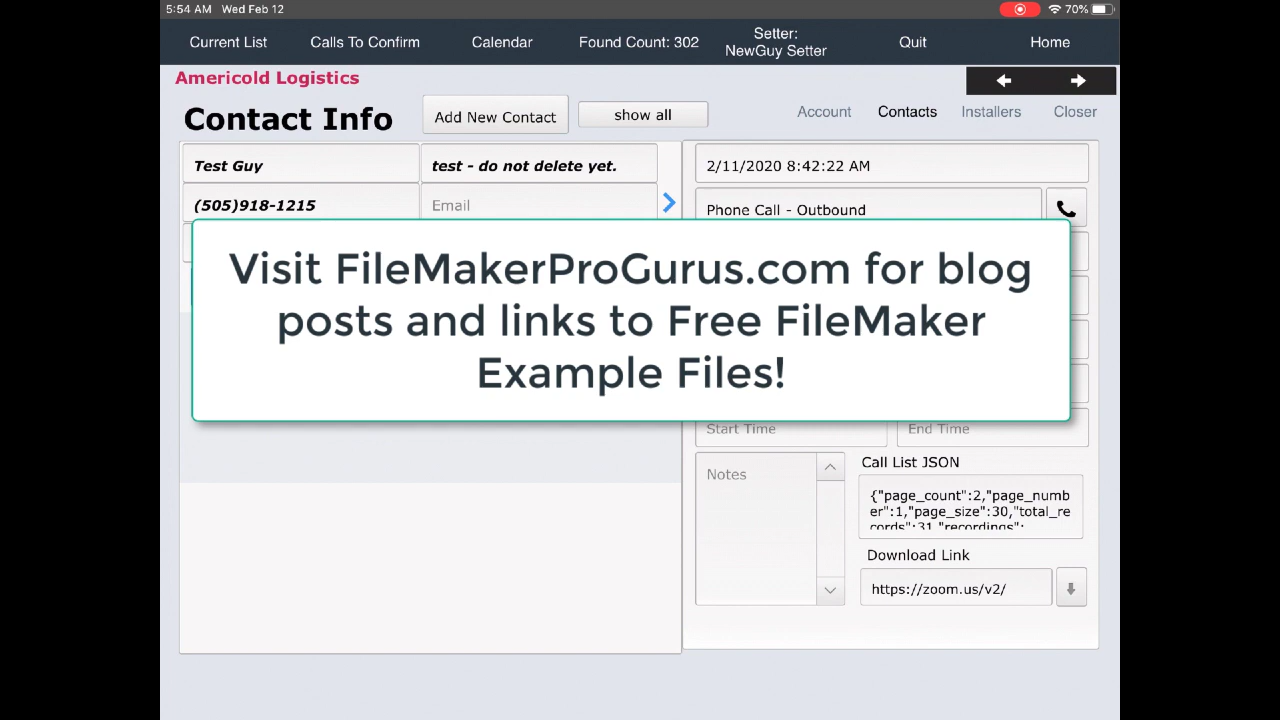 5:54 AM Wed Feb 12
70%
Current List
Calls To Confirm
Calendar
Found Count: 302
Setter:
NewGuy Setter
Quit
Home
Americold Logistics
Contact Info
Add New Contact
show all
Account
Contacts
Installers
Closer
Test Guy
test - do not delete yet.
(505)918-1215
Email
2/11/2020 8:42:22 AM
Phone Call - Outbound
Visit FileMakerProGurus.com for blog
posts and links to Free FileMaker
Example Files!
Start Time
End Time
Notes
Call List JSON
{"page_count":2,"page_numb
er":1,"page_size":30,"total_re
cords":31,"recordings":
Download Link
https://zoom.us/v2/